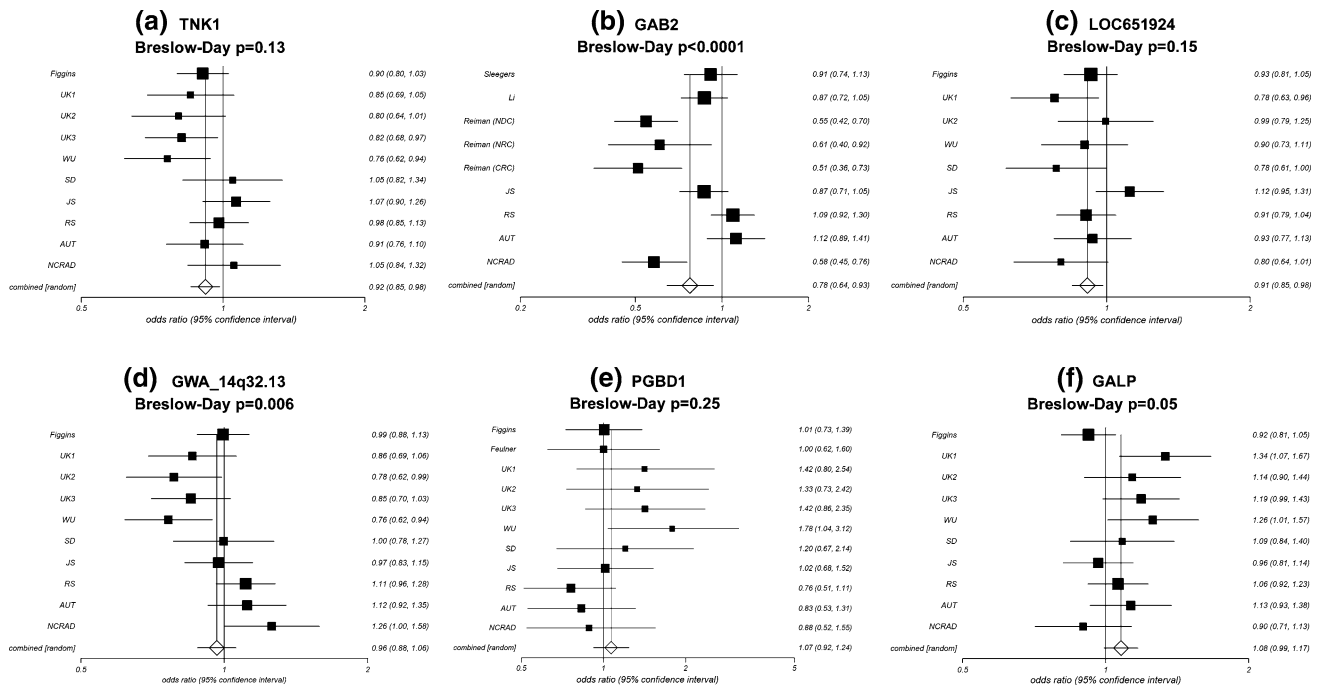 (a) TNK1
Breslow-Day p=0.13
Figgins 0.90 (0.80, 1.03)
UK1 0.85 (0.69, 1.05)
UK2 0.80 (0.64, 1.01)
UK3 0.82 (0.68, 0.97)
WU 0.76 (0.62, 0.94)
SD 1.05 (0.82, 1.34)
JS 1.07 (0.90, 1.26)
RS 0.98 (0.85, 1.13)
AUT 0.91 (0.76, 1.10)
NCRAD 1.05 (0.84, 1.32)
combined [random] 0.92 (0.85, 0.98)
0.5 1 2
odds ratio (95% confidence interval)
(b) GAB2
Breslow-Day p<0.0001
Sleegers 0.91 (0.74, 1.13)
Li 0.87 (0.72, 1.05)
Reiman (NDC) 0.55 (0.42, 0.70)
Reiman (NRC) 0.61 (0.40, 0.92)
Reiman (CRC) 0.51 (0.36, 0.73)
JS 0.87 (0.71, 1.05)
RS 1.09 (0.92, 1.30)
AUT 1.12 (0.89, 1.41)
NCRAD 0.58 (0.45, 0.76)
combined [random] 0.78 (0.64, 0.93)
0.2 0.5 1 2
odds ratio (95% confidence interval)
(c) LOC651924
Breslow-Day p=0.15
Figgins 0.93 (0.81, 1.05)
UK1 0.78 (0.63, 0.96)
UK2 0.99 (0.79, 1.25)
WU 0.90 (0.73, 1.11)
SD 0.78 (0.61, 1.00)
JS 1.12 (0.95, 1.31)
RS 0.91 (0.79, 1.04)
AUT 0.93 (0.77, 1.13)
NCRAD 0.80 (0.64, 1.01)
combined [random] 0.91 (0.85, 0.98)
0.5 1 2
odds ratio (95% confidence interval)
(d) GWA_14q32.13
Breslow-Day p=0.006
Figgins 0.99 (0.88, 1.13)
UK1 0.86 (0.69, 1.06)
UK2 0.78 (0.62, 0.99)
UK3 0.85 (0.70, 1.03)
WU 0.76 (0.62, 0.94)
SD 1.00 (0.78, 1.27)
JS 0.97 (0.83, 1.15)
RS 1.11 (0.96, 1.28)
AUT 1.12 (0.92, 1.35)
NCRAD 1.26 (1.00, 1.58)
combined [random] 0.96 (0.88, 1.06)
0.5 1 2
odds ratio (95% confidence interval)
(e) PGBD1
Breslow-Day p=0.25
Figgins 1.01 (0.73, 1.39)
Feulner 1.00 (0.62, 1.60)
UK1 1.42 (0.80, 2.54)
UK2 1.33 (0.73, 2.42)
UK3 1.42 (0.86, 2.35)
WU 1.78 (1.04, 3.12)
SD 1.20 (0.67, 2.14)
JS 1.02 (0.68, 1.52)
RS 0.76 (0.51, 1.11)
AUT 0.83 (0.53, 1.31)
NCRAD 0.88 (0.52, 1.55)
combined [random] 1.07 (0.92, 1.24)
0.5 1 2 5
odds ratio (95% confidence interval)
(f) GALP
Breslow-Day p=0.05
Figgins 0.92 (0.81, 1.05)
UK1 1.34 (1.07, 1.67)
UK2 1.14 (0.90, 1.44)
UK3 1.19 (0.99, 1.43)
WU 1.26 (1.01, 1.57)
SD 1.09 (0.84, 1.40)
JS 0.96 (0.81, 1.14)
RS 1.06 (0.92, 1.23)
AUT 1.13 (0.93, 1.38)
NCRAD 0.90 (0.71, 1.13)
combined [random] 1.08 (0.99, 1.17)
0.5 1 2
odds ratio (95% confidence interval)